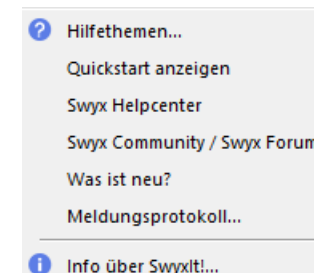 Hilfethemen...
Quickstart anzeigen
Swyx Helpcenter
Swyx Community / Swyx Forum
Was ist neu?
Meldungsprotokoll...
Info über SwyxIt!...